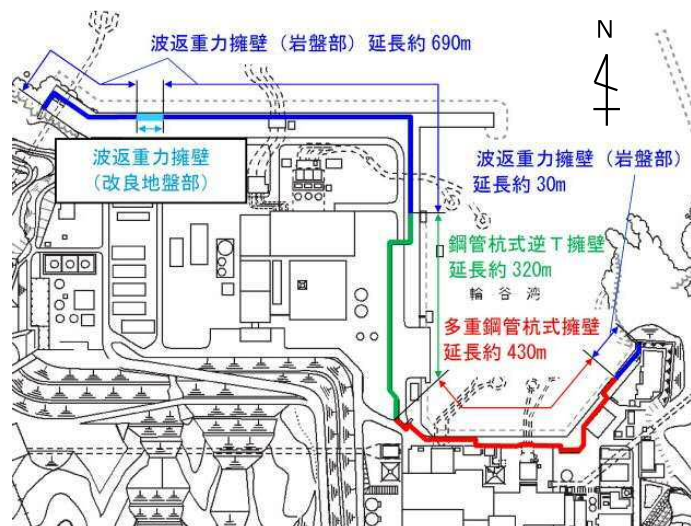 波返重力擁壁（岩盤部）延長約 690m
N
波返重力擁壁
（改良地盤部）
波返重力擁壁（岩盤部）
延長約 30m
鋼管杭式逆Ｔ擁壁
延長約 320m
輪谷湾
多重鋼管杭式擁壁
延長約 430m